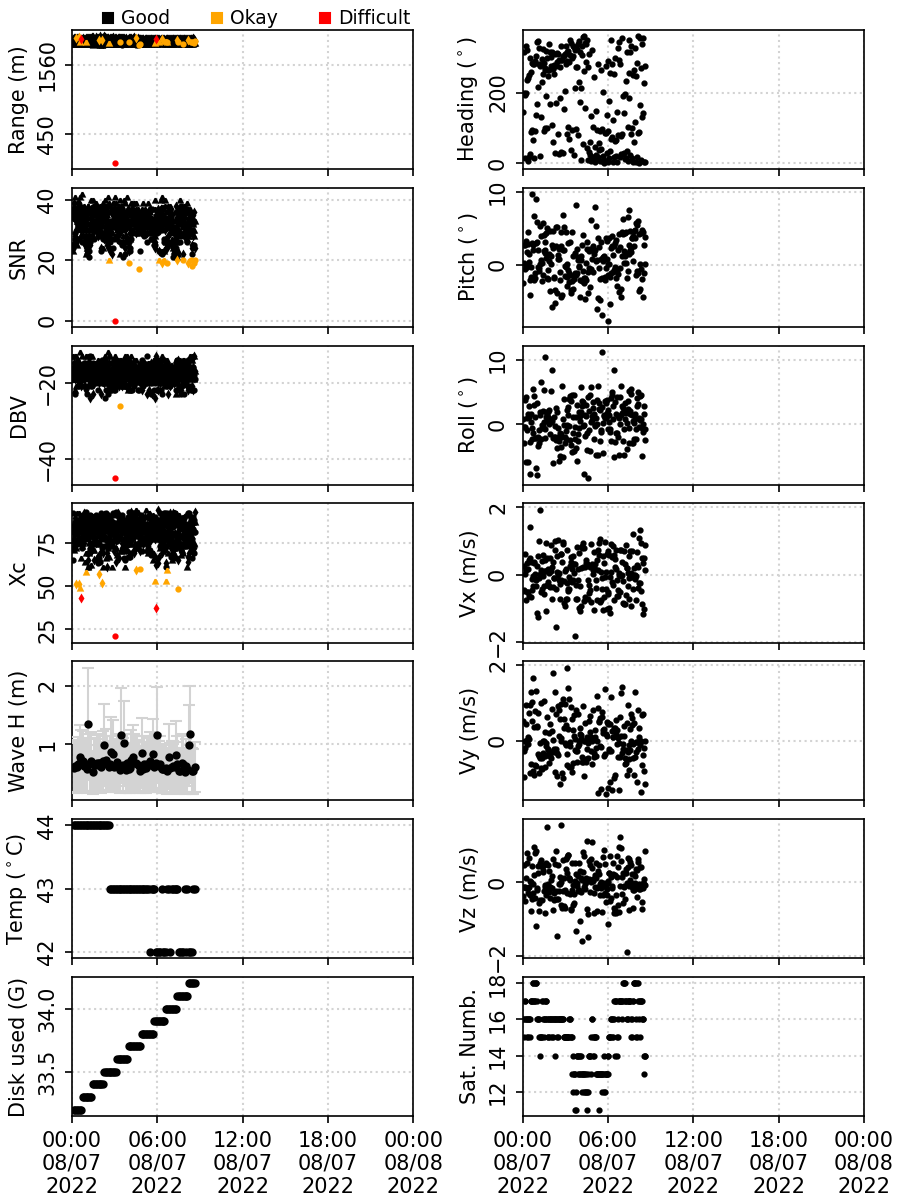 Good Okay Difficult
Range (m)
1560
450
Heading (°)
200
0
SNR
40
20
0
Pitch (°)
10
0
DBV
−20
−40
Roll (°)
10
0
Xc
75
50
25
Vx (m/s)
2
0
−2
Wave H (m)
2
1
Vy (m/s)
2
0
Temp (°C)
44
43
42
Vz (m/s)
0
−2
Disk used (G)
34.0
33.5
Sat. Numb.
18
16
14
12
00:00 06:00 12:00 18:00 00:00
08/07 08/07 08/07 08/07 08/08
2022 2022 2022 2022 2022
00:00 06:00 12:00 18:00 00:00
08/07 08/07 08/07 08/07 08/08
2022 2022 2022 2022 2022